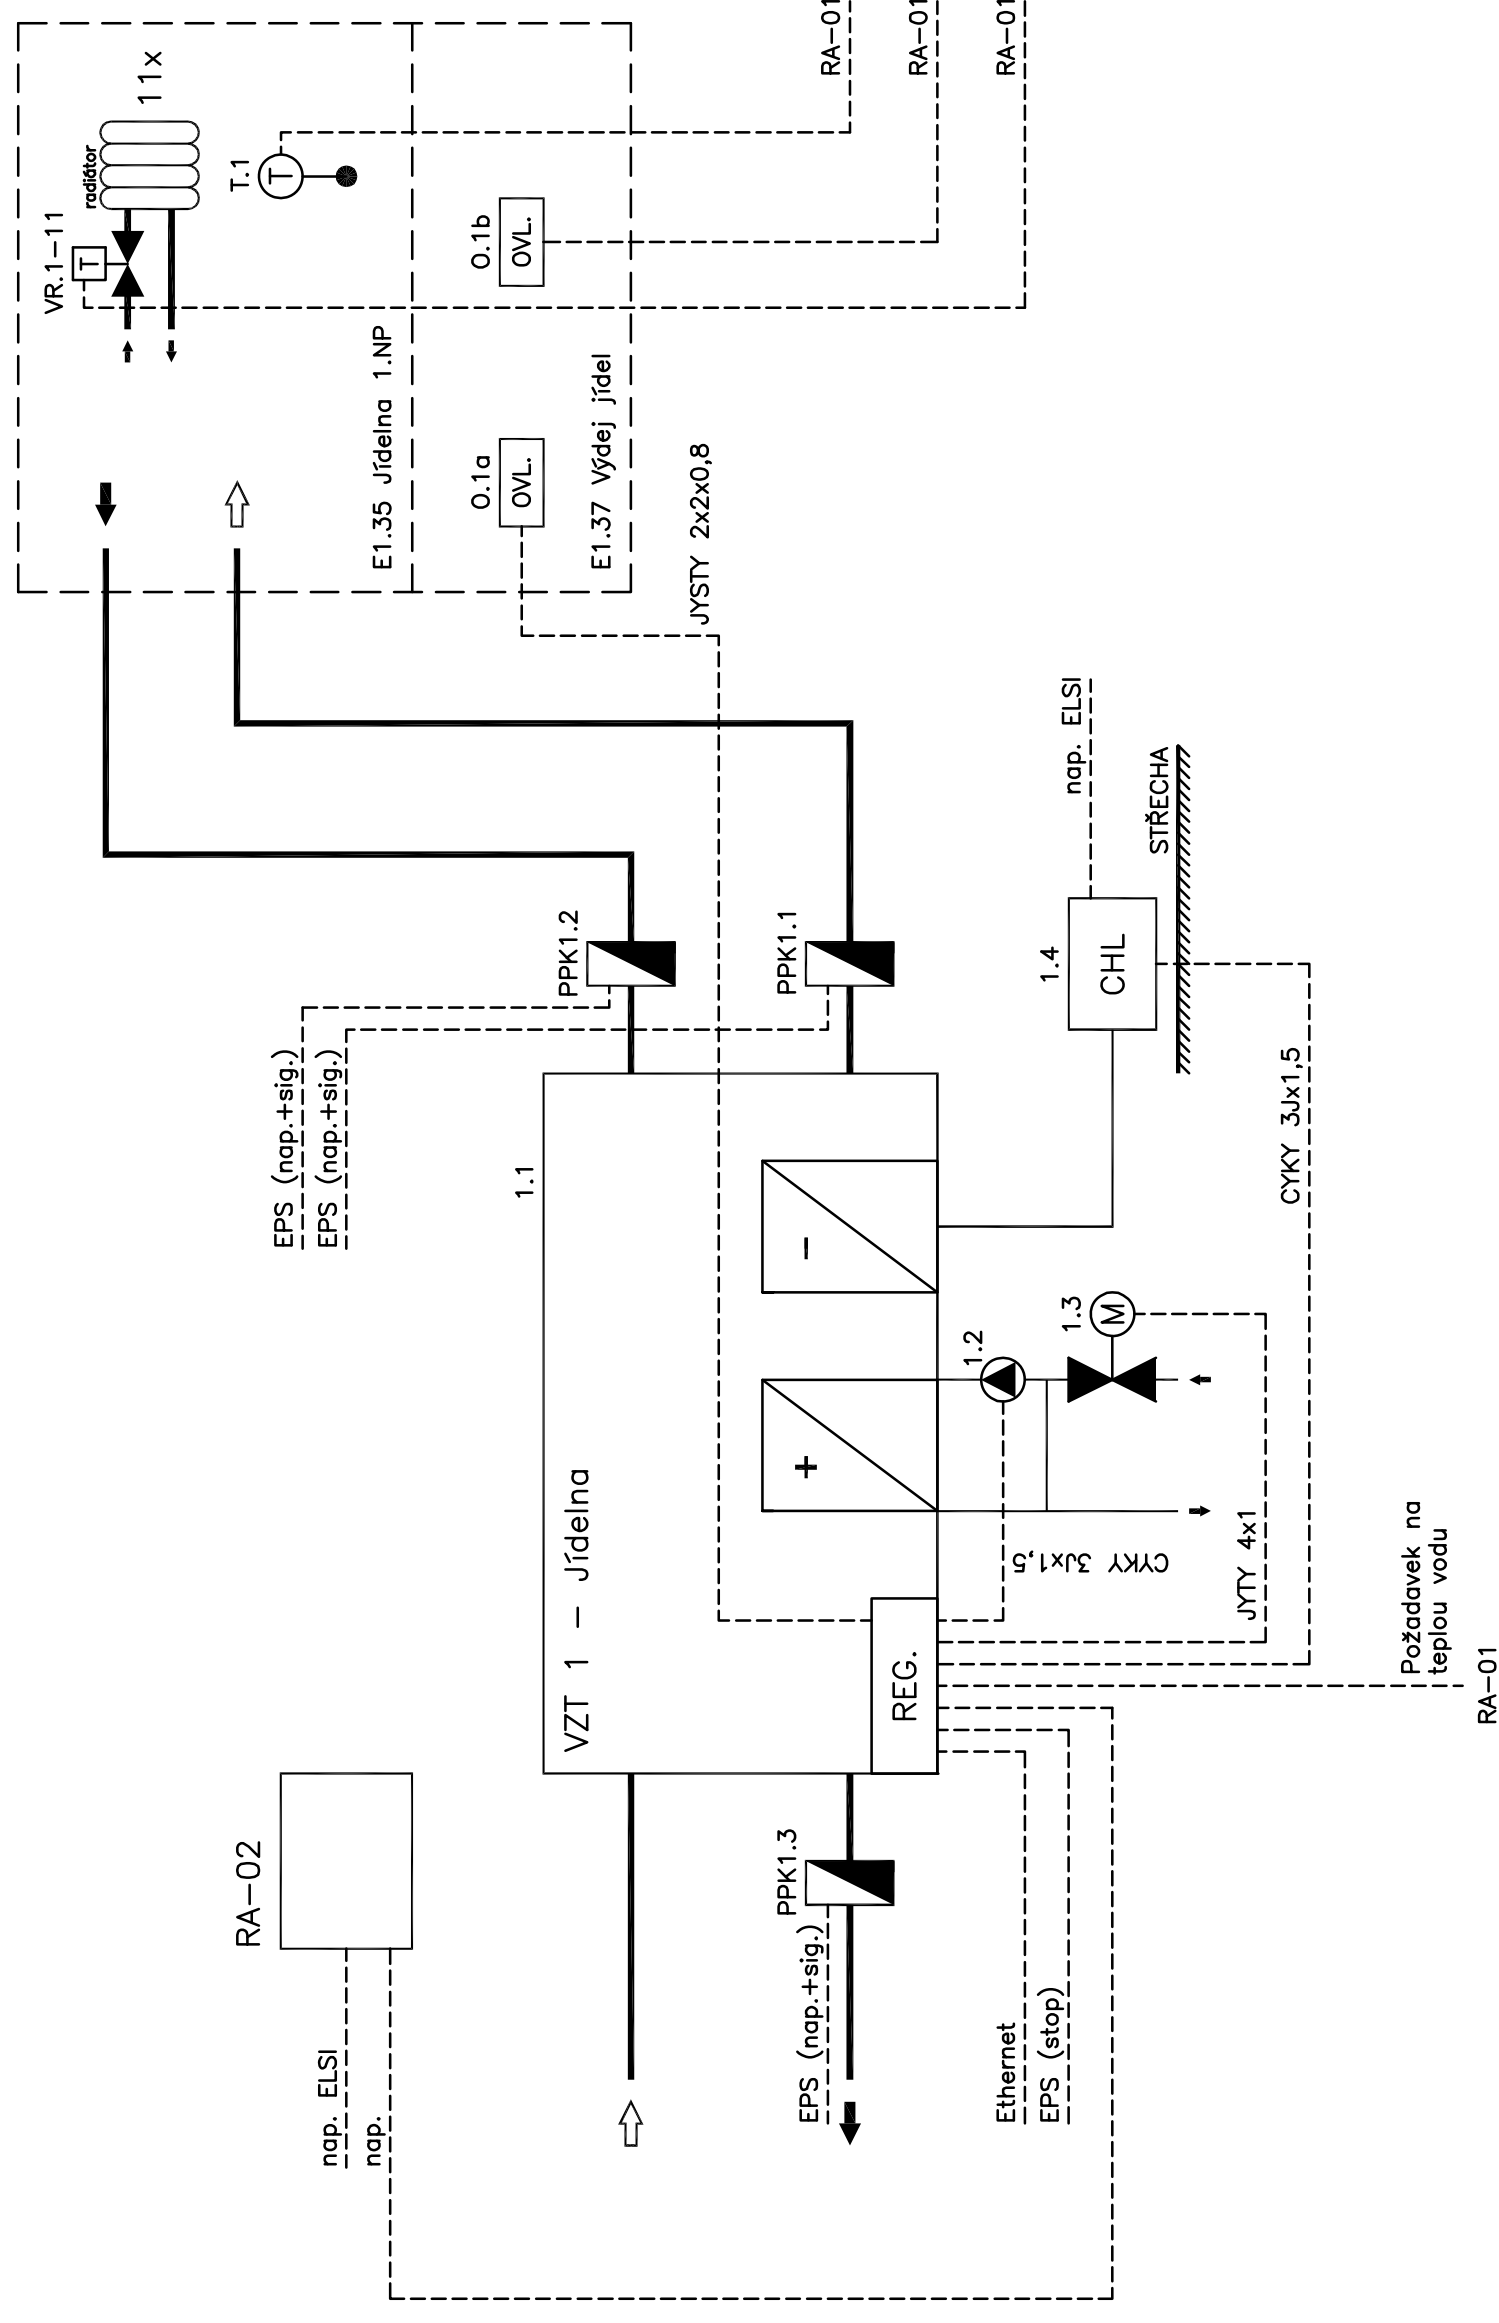 RA-02
nap. ELSI
nap.
VZT 1 - Jídelna
1.1
EPS (nap.+sig.)
EPS (nap.+sig.)
PPK1.2
PPK1.1
PPK1.3
EPS (nap.+sig.)
Ethernet
EPS (stop)
REG.
+
-
1.2
1.3
M
CYKY 3Jx1,5
JYTY 4x1
CYKY 3Jx1,5
Požadavek na
teplou vodu
RA-01
1.4
CHL
nap. ELSI
STŘECHA
JYSTY 2x2x0,8
VR.1-11
T
radiátor
11x
T.1
T
E1.35 Jídelna 1.NP
O.1a
OVL.
O.1b
OVL.
E1.37 Výdej jídel
RA-01
RA-01
RA-01